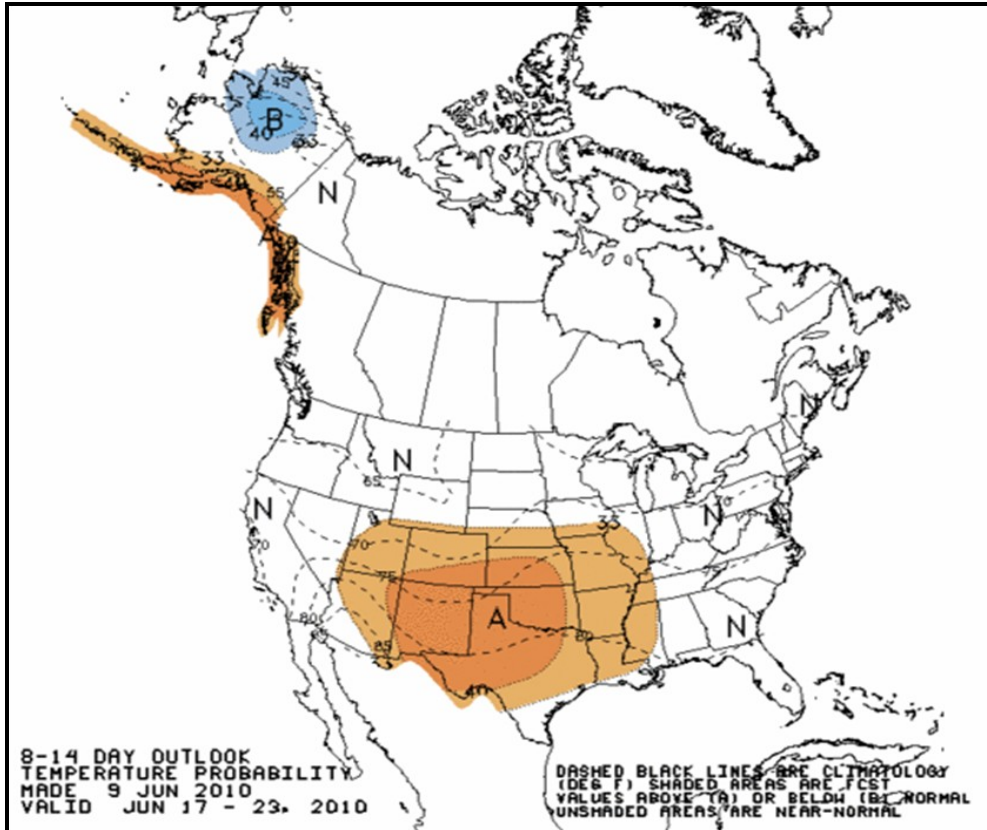 45
50
B
40
33
33
N
55
A
N
N
65
33
N
N
70
70
75
A
N
80
80
85
40
8-14 DAY OUTLOOK
TEMPERATURE PROBABILITY
MADE 9 JUN 2010
VALID JUN 17 - 23, 2010
DASHED BLACK LINES ARE CLIMATOLOGY
(DEG F) SHADED AREAS ARE FCST
VALUES ABOVE (A) OR BELOW (B) NORMAL
UNSHADED AREAS ARE NEAR-NORMAL